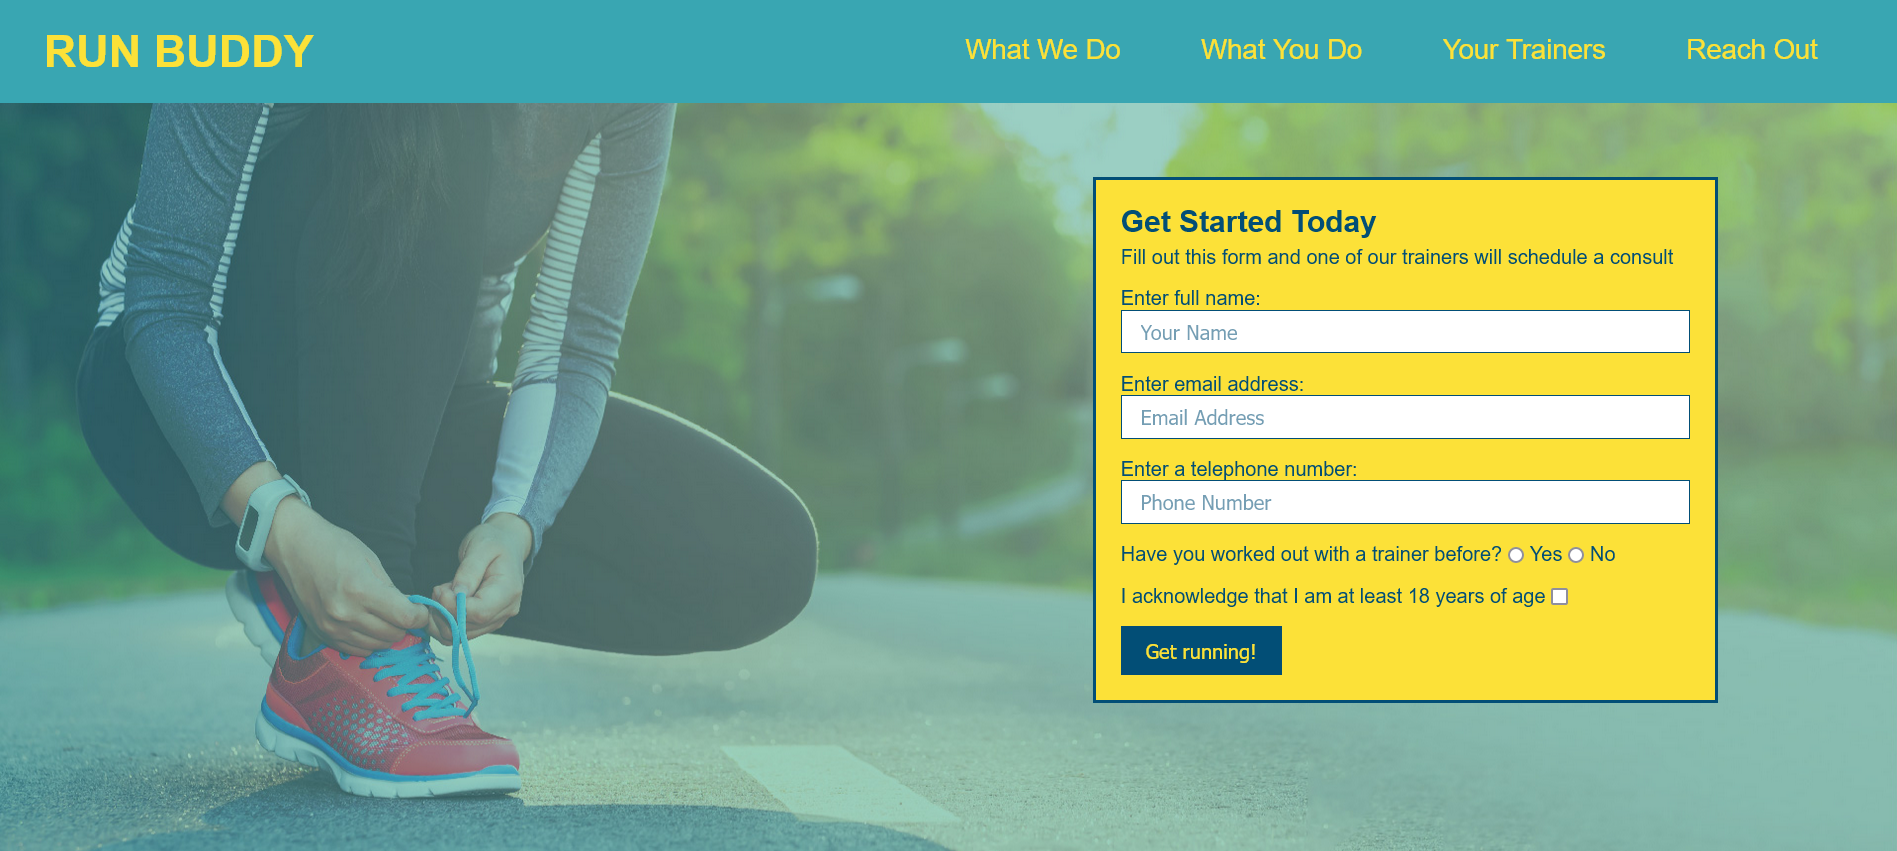 RUN BUDDY
What We Do
What You Do
Your Trainers
Reach Out
Get Started Today
Fill out this form and one of our trainers will schedule a consult
Enter full name:
Your Name
Enter email address:
Email Address
Enter a telephone number:
Phone Number
Have you worked out with a trainer before? Yes No
I acknowledge that I am at least 18 years of age
Get running!